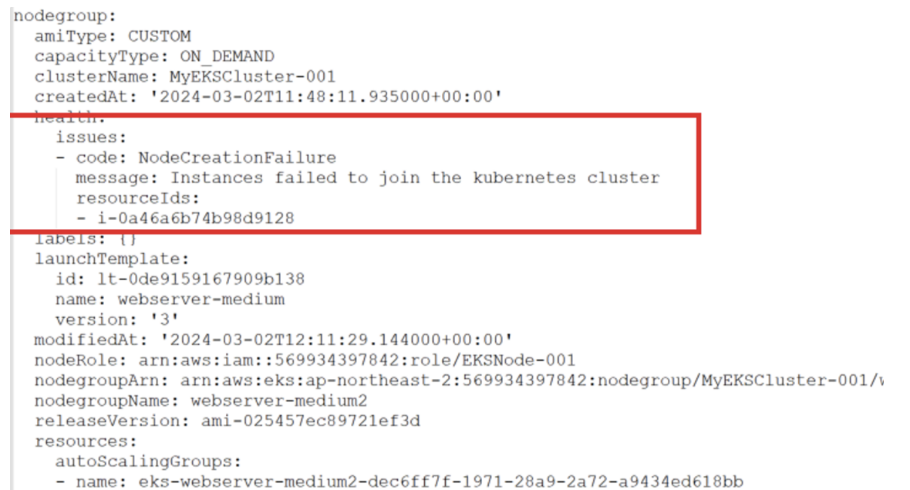 nodegroup:
  amiType: CUSTOM
  capacityType: ON_DEMAND
  clusterName: MyEKSCluster-001
  createdAt: '2024-03-02T11:48:11.935000+00:00'
  health:
    issues:
    - code: NodeCreationFailure
      message: Instances failed to join the kubernetes cluster
      resourceIds:
      - i-0a46a6b74b98d9128
  labels: {}
  launchTemplate:
    id: lt-0de9159167909b138
    name: webserver-medium
    version: '3'
  modifiedAt: '2024-03-02T12:11:29.144000+00:00'
  nodeRole: arn:aws:iam::569934397842:role/EKSNode-001
  nodegroupArn: arn:aws:eks:ap-northeast-2:569934397842:nodegroup/MyEKSCluster-001/
  nodegroupName: webserver-medium2
  releaseVersion: ami-025457ec89721ef3d
  resources:
    autoScalingGroups:
    - name: eks-webserver-medium2-dec6ff7f-1971-28a9-2a72-a9434ed618bb